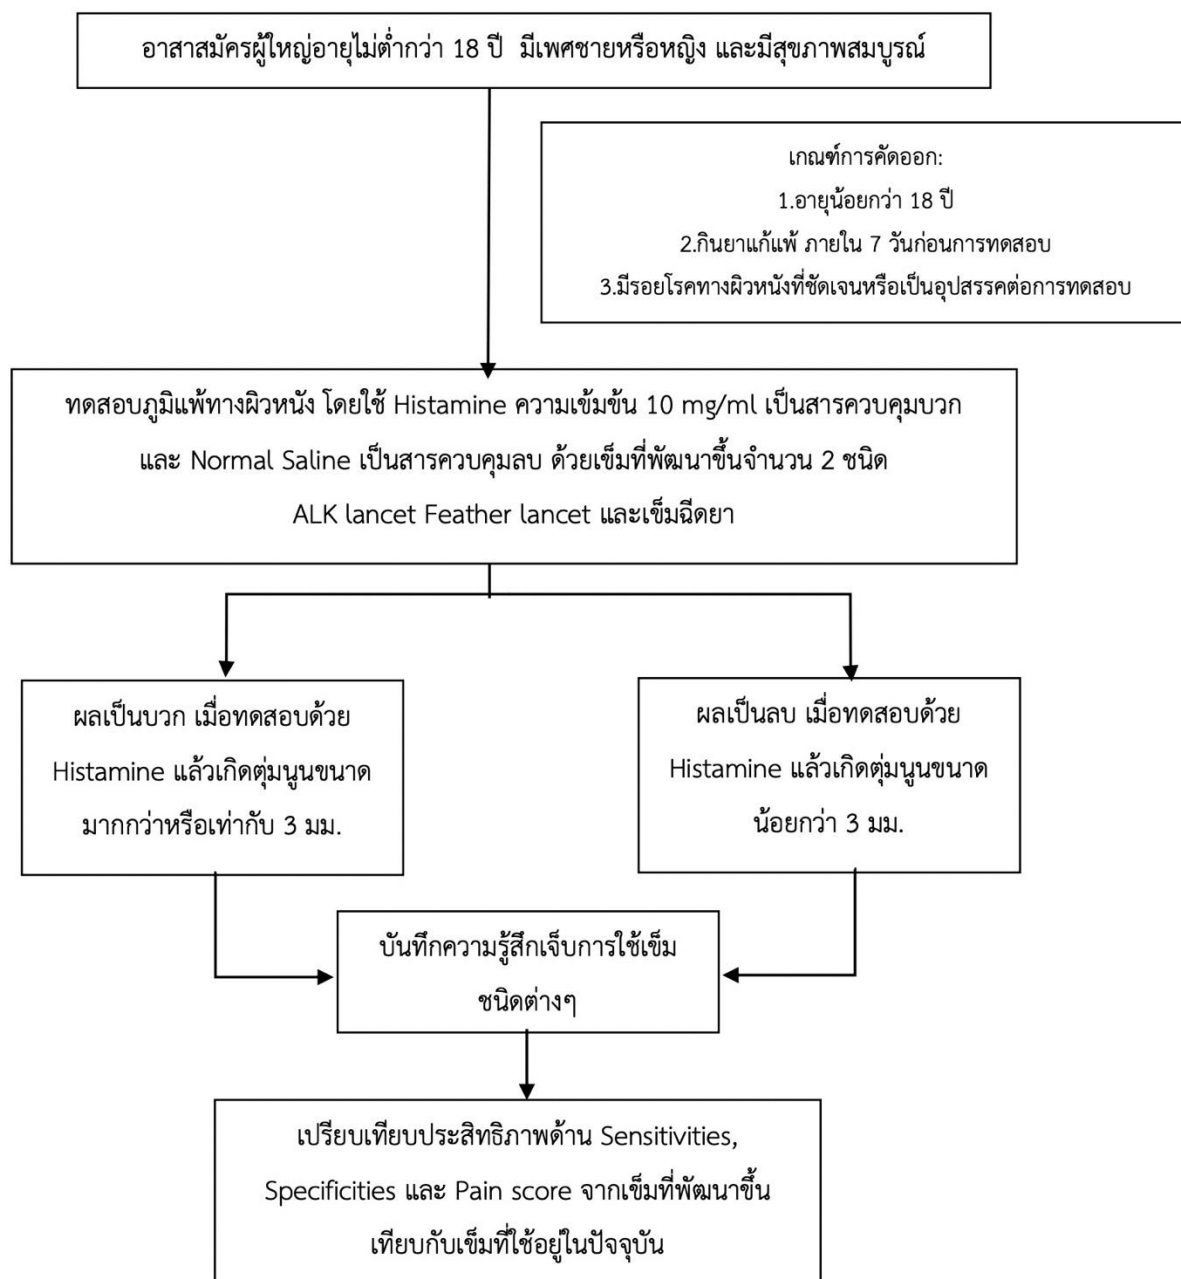 อาสาสมัครผู้ใหญ่อายุไม่ต่ำกว่า 18 ปี มีเพศชายหรือหญิง และมีสุขภาพสมบูรณ์
เกณฑ์การคัดออก:
1.อายุน้อยกว่า 18 ปี
2.กินยาแก้แพ้ ภายใน 7 วันก่อนการทดสอบ
3.มีรอยโรคทางผิวหนังที่ชัดเจนหรือเป็นอุปสรรคต่อการทดสอบ
ทดสอบภูมิแพ้ทางผิวหนัง โดยใช้ Histamine ความเข้มข้น 10 mg/ml เป็นสารควบคุมบวก
และ Normal Saline เป็นสารควบคุมลบ ด้วยเข็มที่พัฒนาขึ้นจำนวน 2 ชนิด
ALK lancet Feather lancet และเข็มฉีดยา
ผลเป็นบวก เมื่อทดสอบด้วย
Histamine แล้วเกิดตุ่มนูนขนาด
มากกว่าหรือเท่ากับ 3 มม.
ผลเป็นลบ เมื่อทดสอบด้วย
Histamine แล้วเกิดตุ่มนูนขนาด
น้อยกว่า 3 มม.
บันทึกความรู้สึกเจ็บการใช้เข็ม
ชนิดต่างๆ
เปรียบเทียบประสิทธิภาพด้าน Sensitivities,
Specificities และ Pain score จากเข็มที่พัฒนาขึ้น
เทียบกับเข็มที่ใช้อยู่ในปัจจุบัน